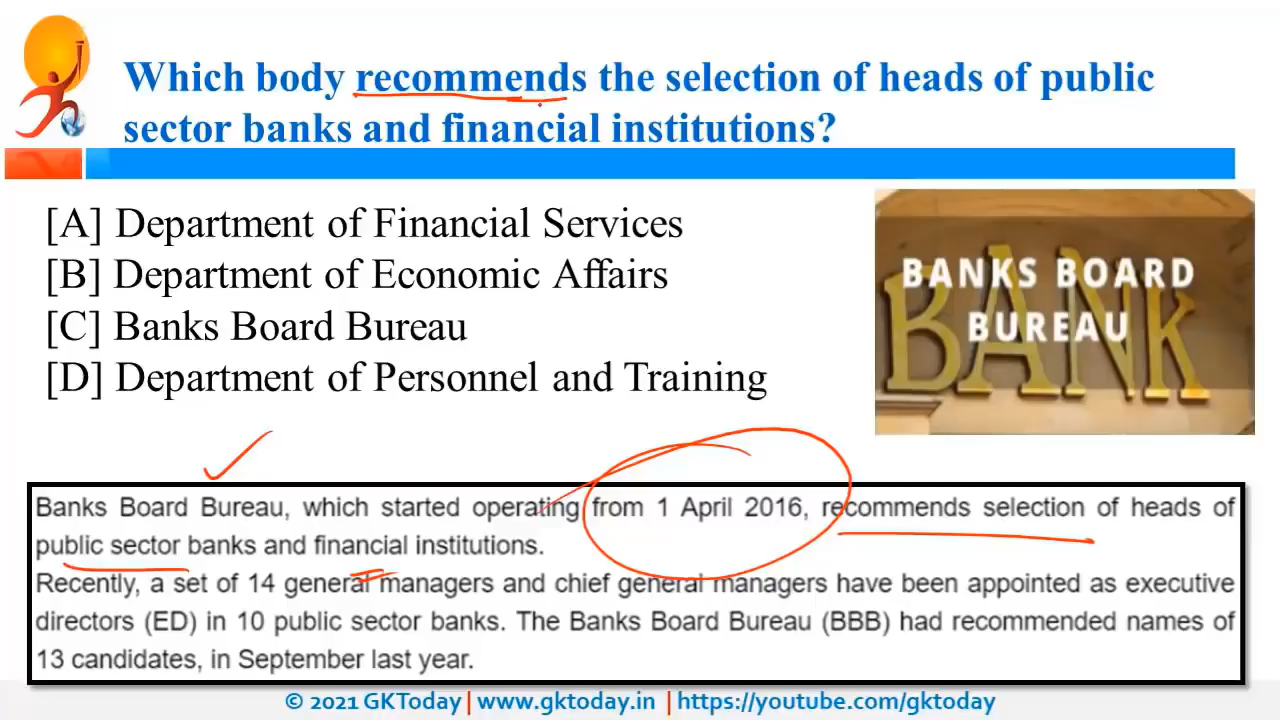 Which body recommends the selection of heads of public
sector banks and financial institutions?
[A] Department of Financial Services
[B] Department of Economic Affairs
[C] Banks Board Bureau
[D] Department of Personnel and Training
BANKS BOARD
BUREAU
BANK
Banks Board Bureau, which started operating from 1 April 2016, recommends selection of heads of
public sector banks and financial institutions.
Recently, a set of 14 general managers and chief general managers have been appointed as executive
directors (ED) in 10 public sector banks. The Banks Board Bureau (BBB) had recommended names of
13 candidates, in September last year.
© 2021 GKToday | www.gktoday.in | https://youtube.com/gktoday